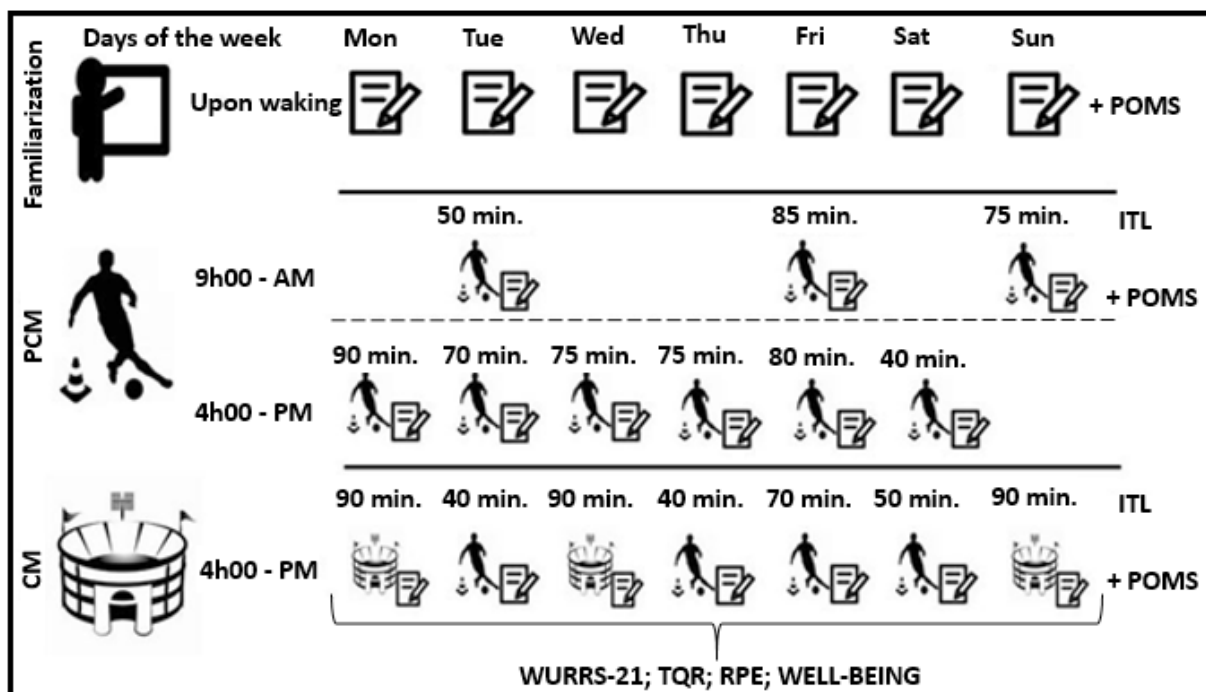 Days of the week Mon Tue Wed Thu Fri Sat Sun
Familiarization
Upon waking + POMS
50 min. 85 min. 75 min. ITL
PCM
9h00 - AM + POMS
90 min. 70 min. 75 min. 75 min. 80 min. 40 min.
4h00 - PM
90 min. 40 min. 90 min. 40 min. 70 min. 50 min. 90 min. ITL
CM
4h00 - PM + POMS
WURRS-21; TQR; RPE; WELL-BEING